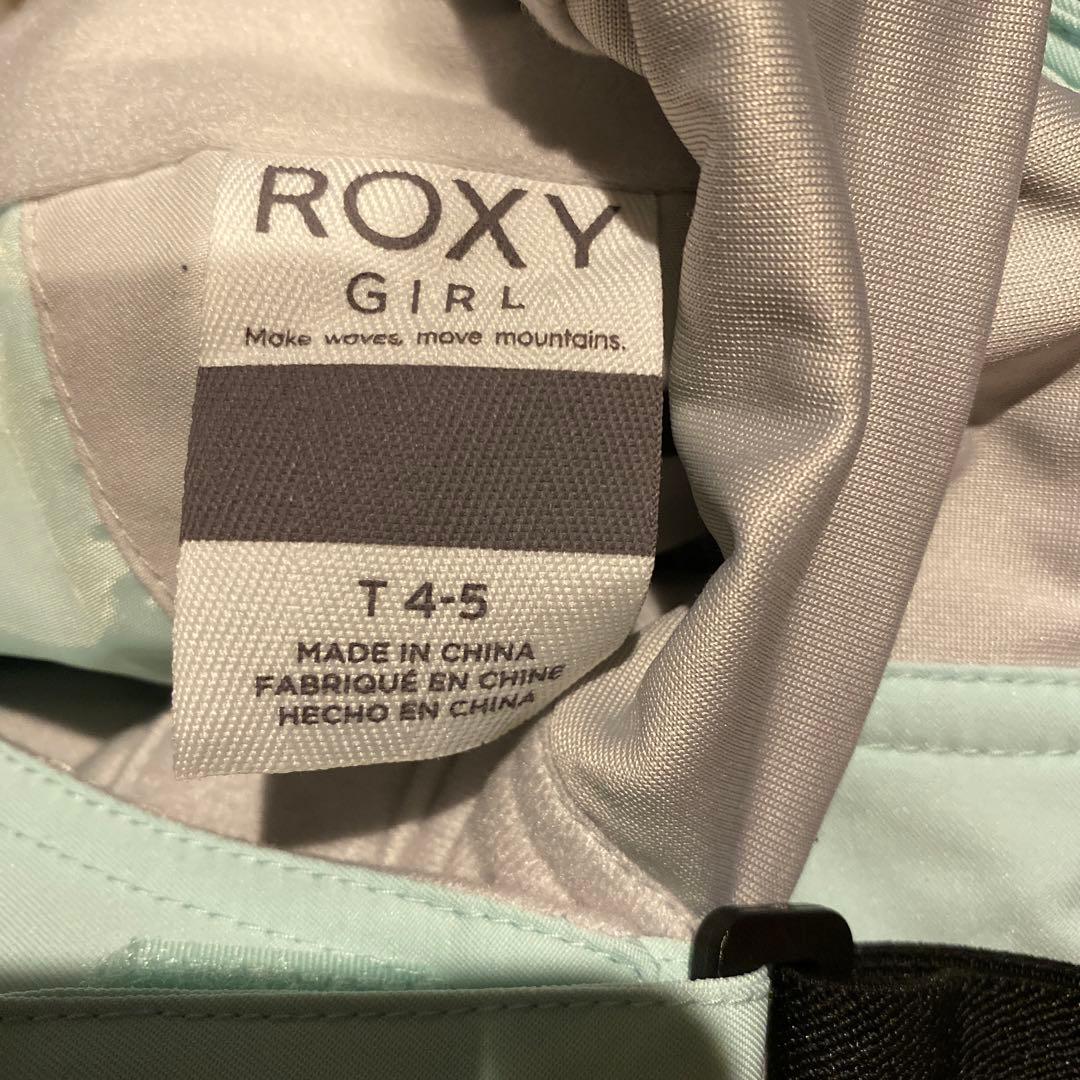 ROXY
GIRL
Make waves, move mountains.
T 4-5
MADE IN CHINA
FABRIQUÉ EN CHINE
HECHO EN CHINA